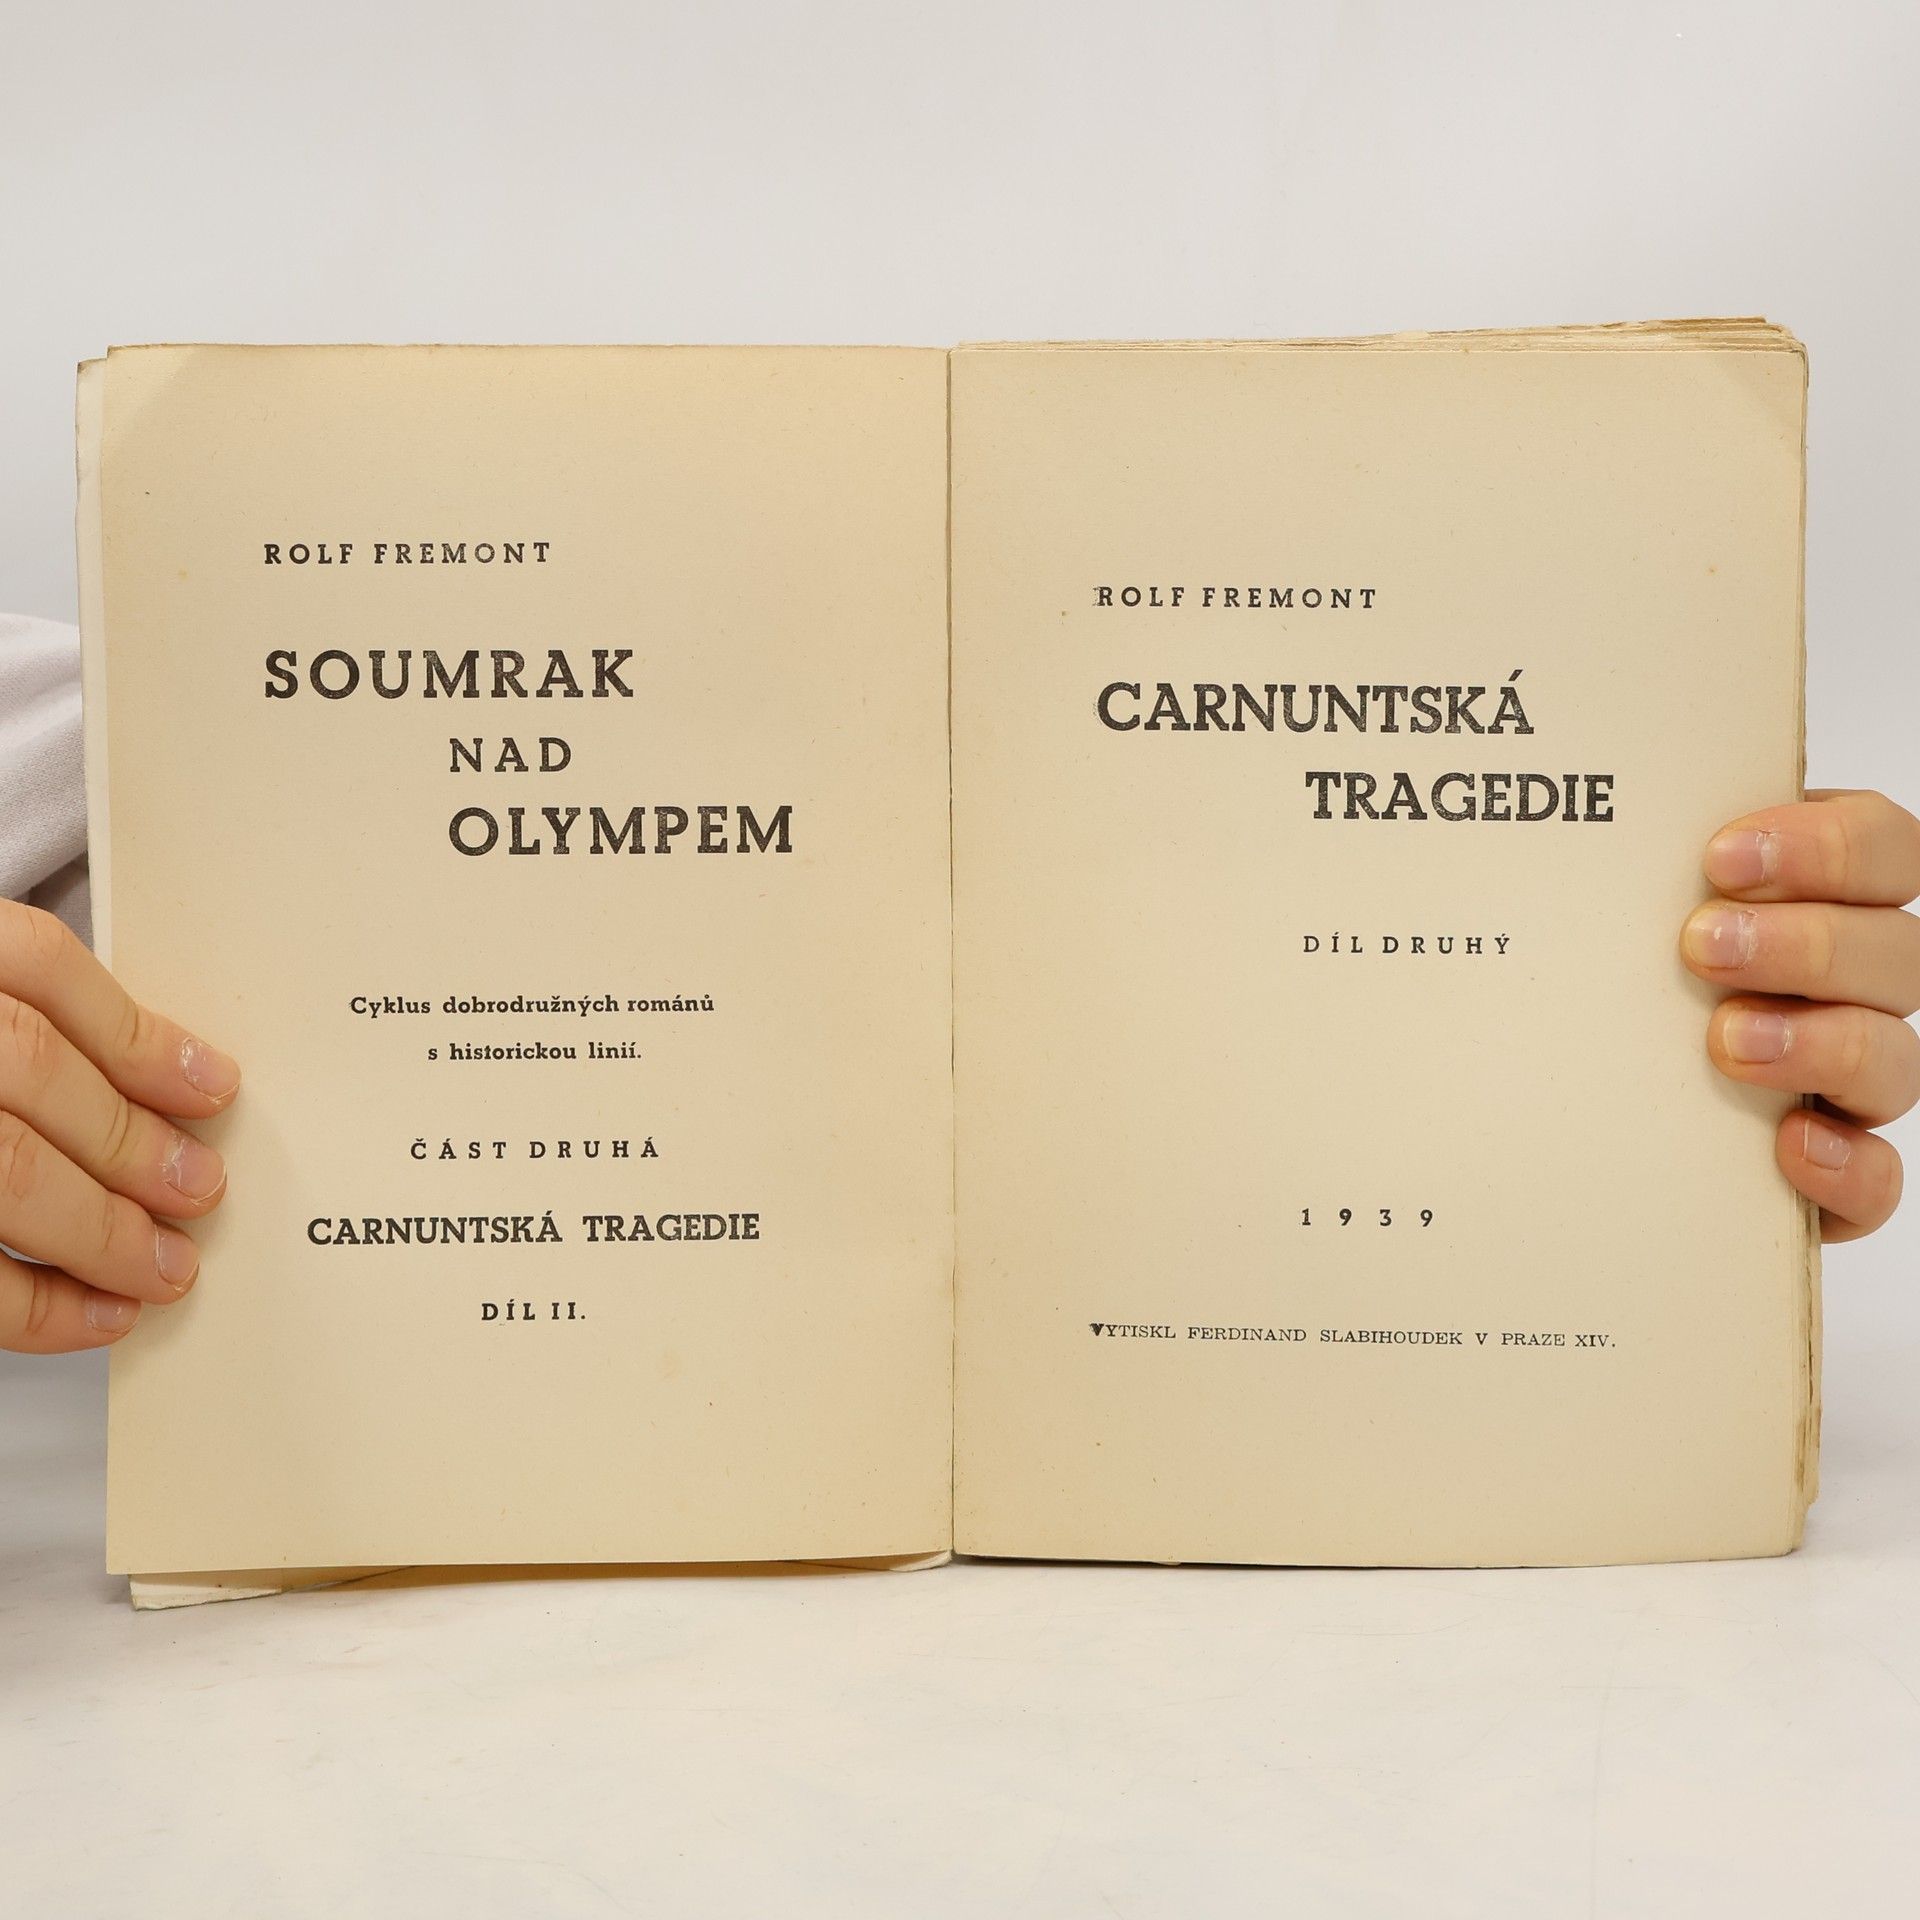 ROLF FREMONT
SOUMRAK
NAD
OLYMPEM
Cyklus dobrodružných románů
s historickou linií.
ČÁST DRUHÁ
CARNUNTSKÁ TRAGEDIE
DÍL II.
ROLF FREMONT
CARNUNTSKÁ
TRAGEDIE
DÍL DRUHÝ
1939
VYTISKL FERDINAND SLABIHOUDEK V PRAZE XIV.